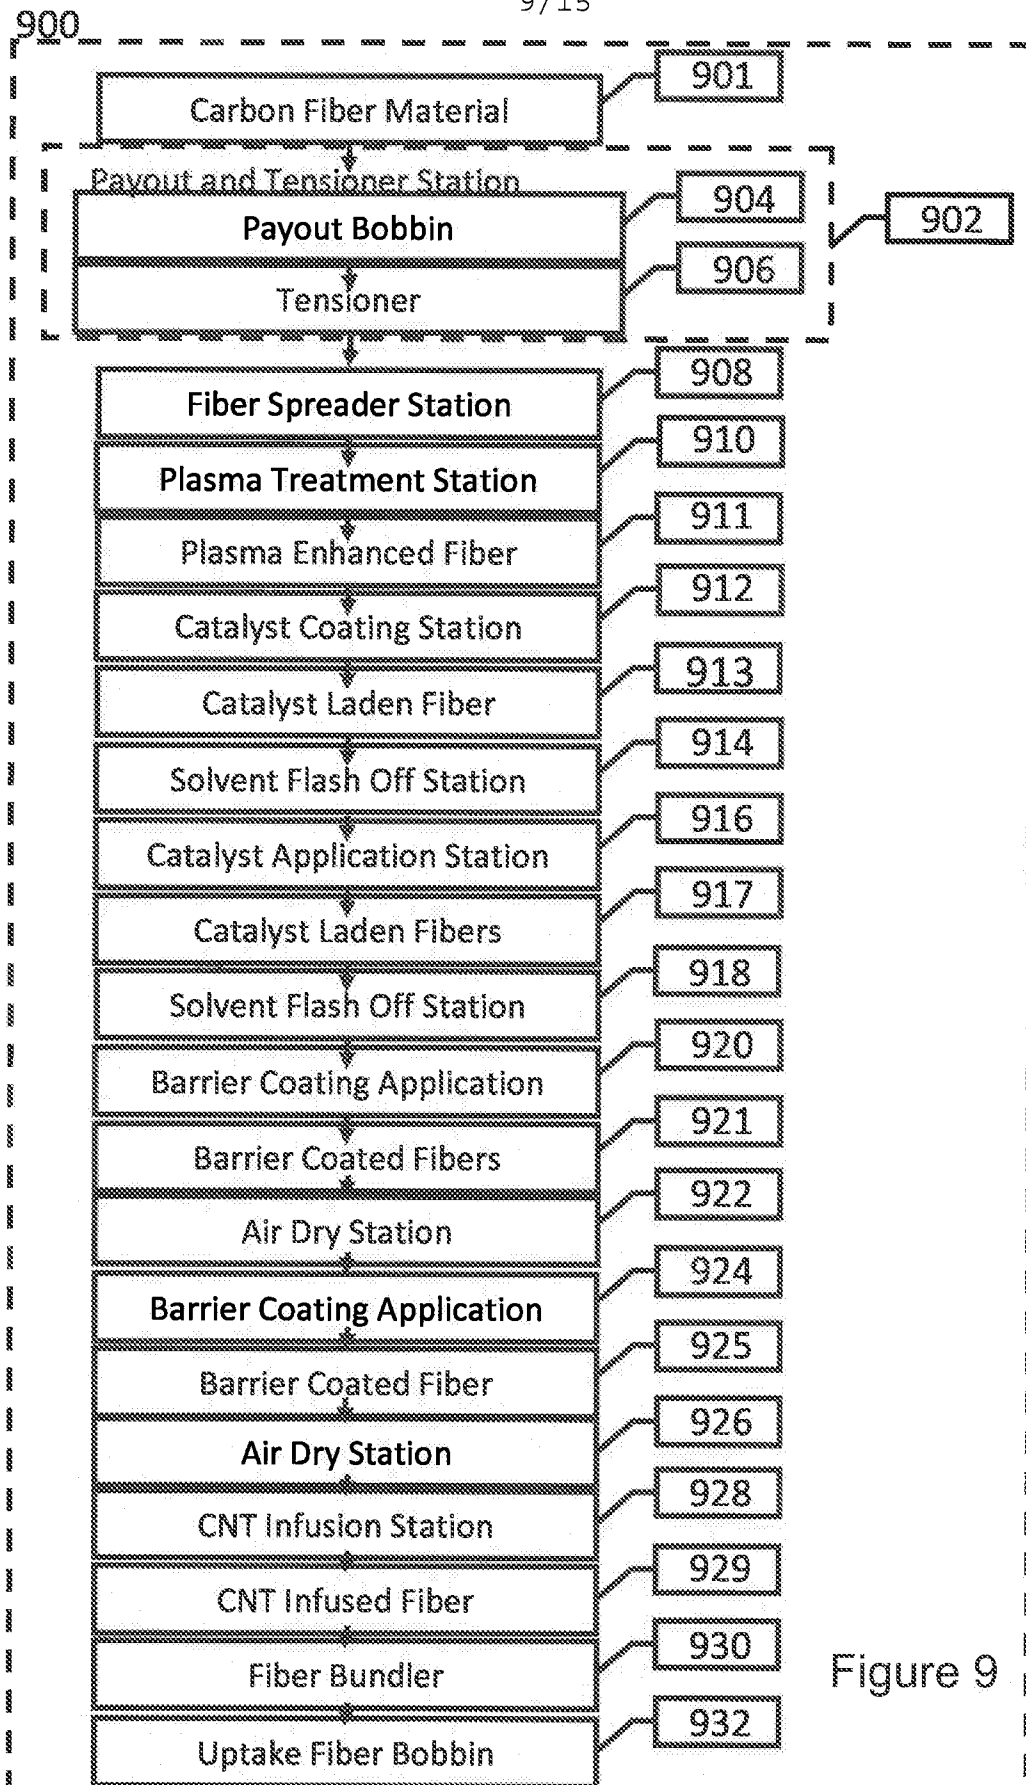 9/15
900
Carbon Fiber Material
901
Payout and Tensioner Station
Payout Bobbin
904
902
Tensioner
906
Fiber Spreader Station
908
Plasma Treatment Station
910
Plasma Enhanced Fiber
911
Catalyst Coating Station
912
Catalyst Laden Fiber
913
Solvent Flash Off Station
914
Catalyst Application Station
916
Catalyst Laden Fibers
917
Solvent Flash Off Station
918
Barrier Coating Application
920
Barrier Coated Fibers
921
Air Dry Station
922
Barrier Coating Application
924
Barrier Coated Fiber
925
Air Dry Station
926
CNT Infusion Station
928
CNT Infused Fiber
929
Fiber Bundler
930
Figure 9
Uptake Fiber Bobbin
932